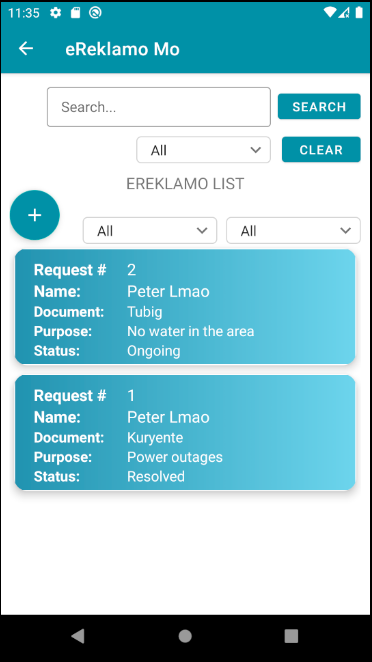 11:35
eReklamo Mo
Search...
SEARCH
All
CLEAR
EREKLAMO LIST
+
All
All
Request # 2
Name: Peter Lmao
Document: Tubig
Purpose: No water in the area
Status: Ongoing
Request # 1
Name: Peter Lmao
Document: Kuryente
Purpose: Power outages
Status: Resolved